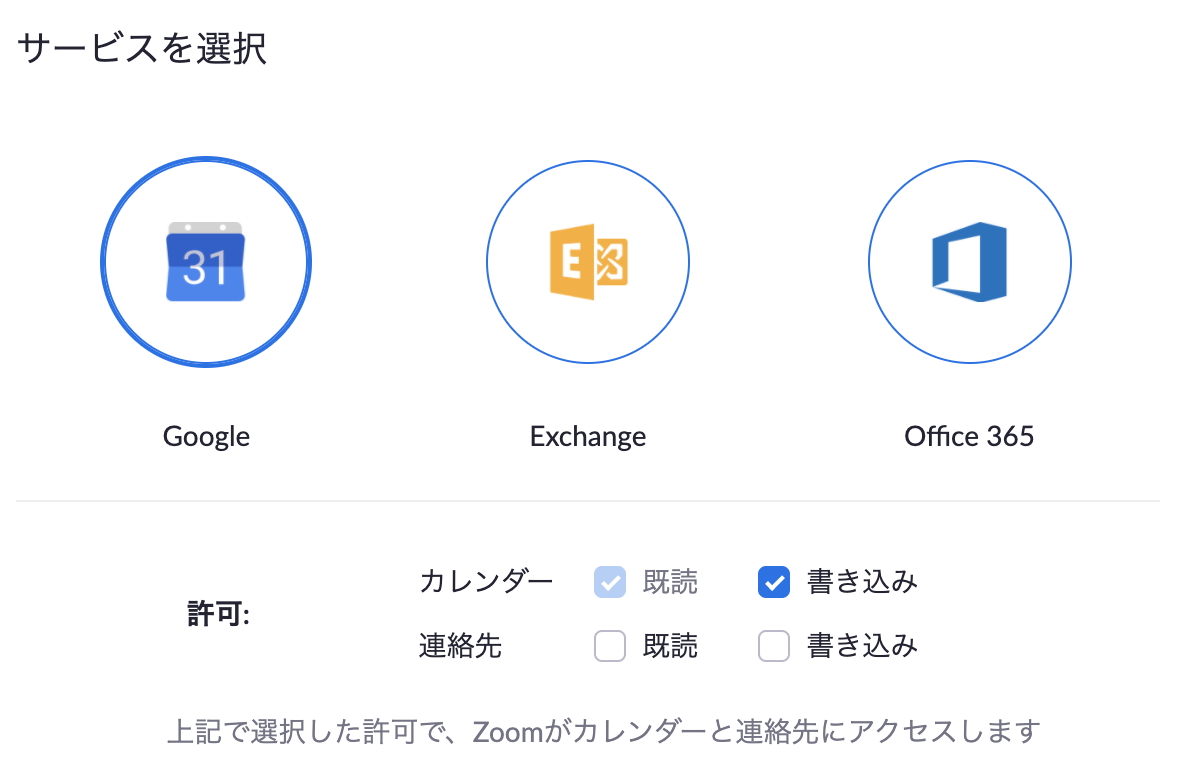 サービスを選択
31
E
Google
Exchange
Office 365
許可:
カレンダー 既読 書き込み
連絡先 既読 書き込み
上記で選択した許可で、Zoomがカレンダーと連絡先にアクセスします